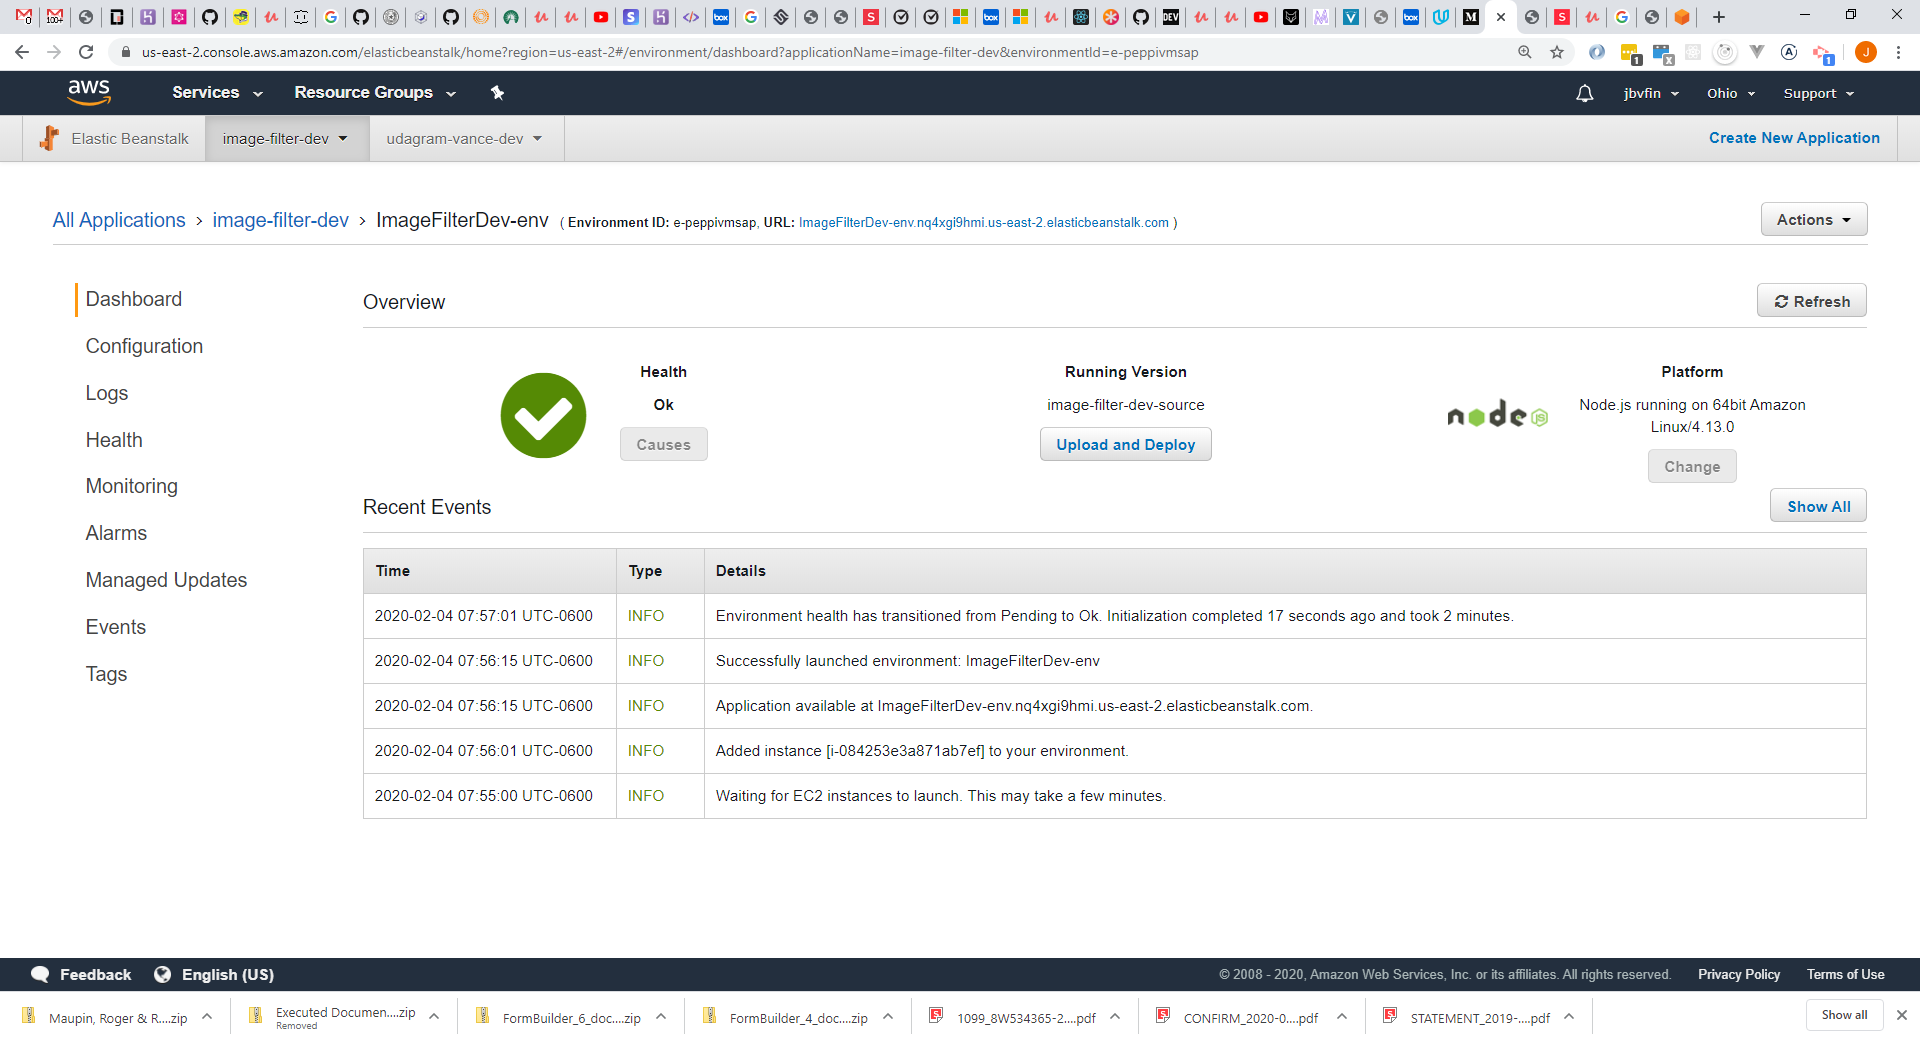 us-east-2.console.aws.amazon.com/elasticbeanstalk/home?region=us-east-2#/environment/dashboard?applicationName=image-filter-dev&environmentId=e-peppivmsap
aws Services Resource Groups jbvfin Ohio Support
Elastic Beanstalk image-filter-dev udagram-vance-dev Create New Application
All Applications > image-filter-dev > ImageFilterDev-env ( Environment ID: e-peppivmsap, URL: ImageFilterDev-env.nq4xgi9hmi.us-east-2.elasticbeanstalk.com )
Actions
Dashboard
Configuration
Logs
Health
Monitoring
Alarms
Managed Updates
Events
Tags
Overview
Refresh
Health
Ok
Causes
Running Version
image-filter-dev-source
Upload and Deploy
node JS
Platform
Node.js running on 64bit Amazon
Linux/4.13.0
Change
Recent Events
Show All
Time Type Details
2020-02-04 07:57:01 UTC-0600 INFO Environment health has transitioned from Pending to Ok. Initialization completed 17 seconds ago and took 2 minutes.
2020-02-04 07:56:15 UTC-0600 INFO Successfully launched environment: ImageFilterDev-env
2020-02-04 07:56:15 UTC-0600 INFO Application available at ImageFilterDev-env.nq4xgi9hmi.us-east-2.elasticbeanstalk.com.
2020-02-04 07:56:01 UTC-0600 INFO Added instance [i-084253e3a871ab7ef] to your environment.
2020-02-04 07:55:00 UTC-0600 INFO Waiting for EC2 instances to launch. This may take a few minutes.
Feedback English (US) © 2008 - 2020, Amazon Web Services, Inc. or its affiliates. All rights reserved. Privacy Policy Terms of Use
Maupin, Roger & R....zip
Executed Documen....zip
Removed
FormBuilder_6_doc....zip
FormBuilder_4_doc....zip
1099_8W534365-2....pdf
CONFIRM_2020-0....pdf
STATEMENT_2019-....pdf
Show all